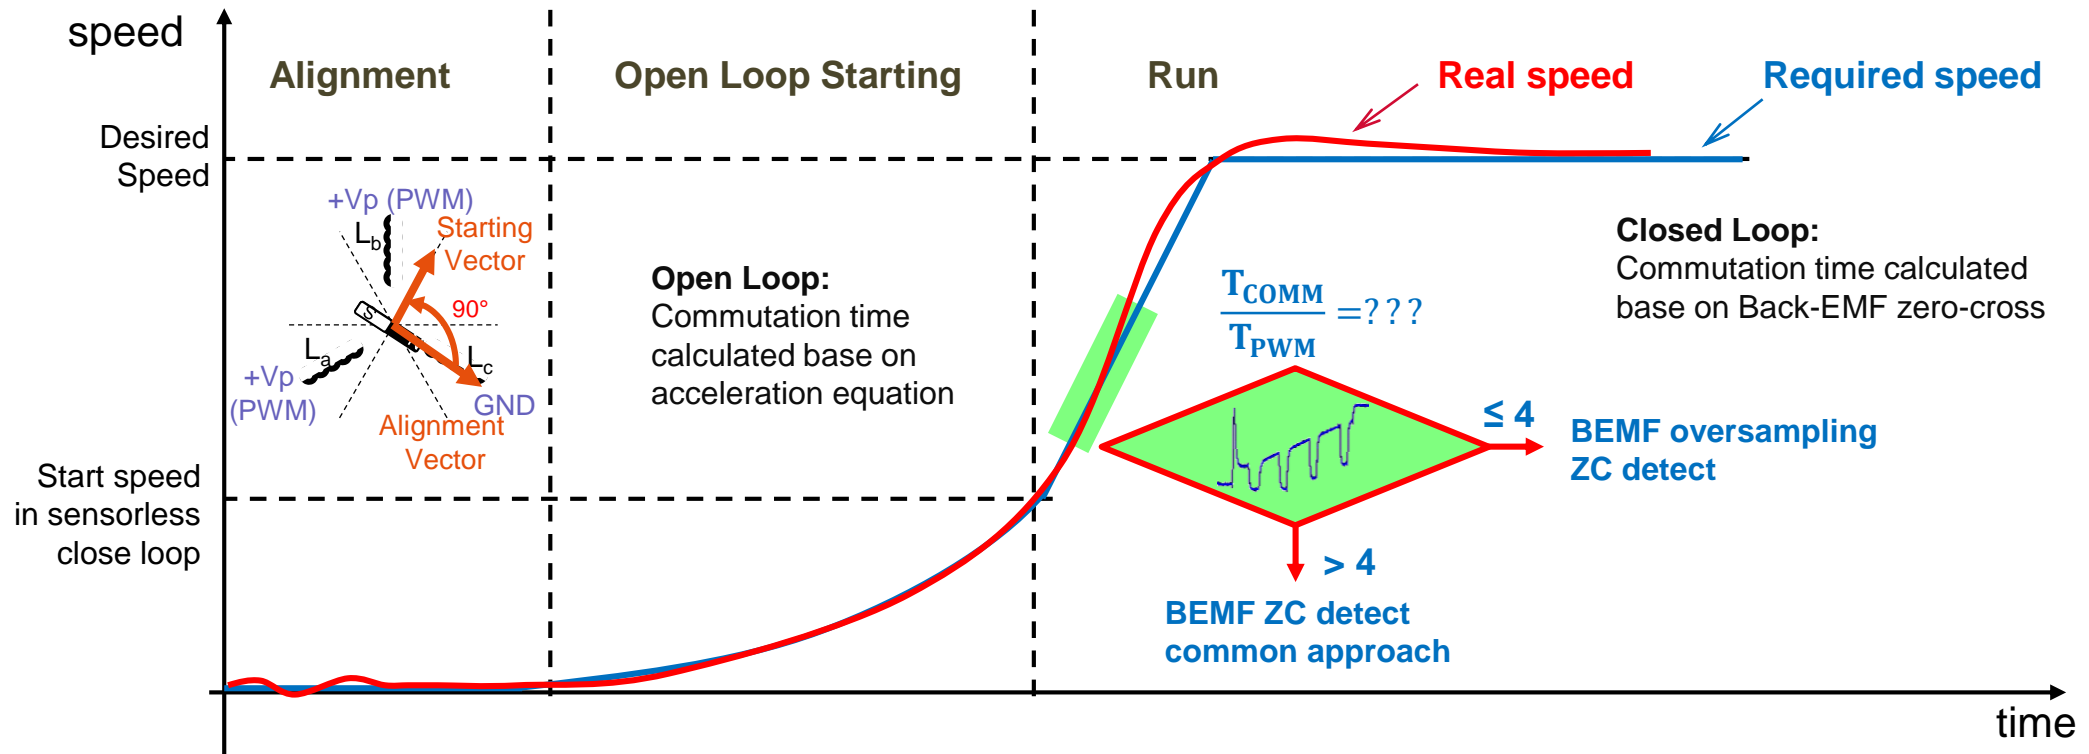 speed
Alignment
Open Loop Starting
Run
Real speed
Required speed
Desired
Speed
+Vp (PWM)
Starting
Vector
Lb
90°
S
La
Lc
+Vp
(PWM)
GND
Alignment
Vector
Open Loop:
Commutation time
calculated base on
acceleration equation
Closed Loop:
Commutation time calculated
base on Back-EMF zero-cross
TCOMM
TPWM
=???
≤ 4
BEMF oversampling
ZC detect
> 4
BEMF ZC detect
common approach
Start speed
in sensorless
close loop
time